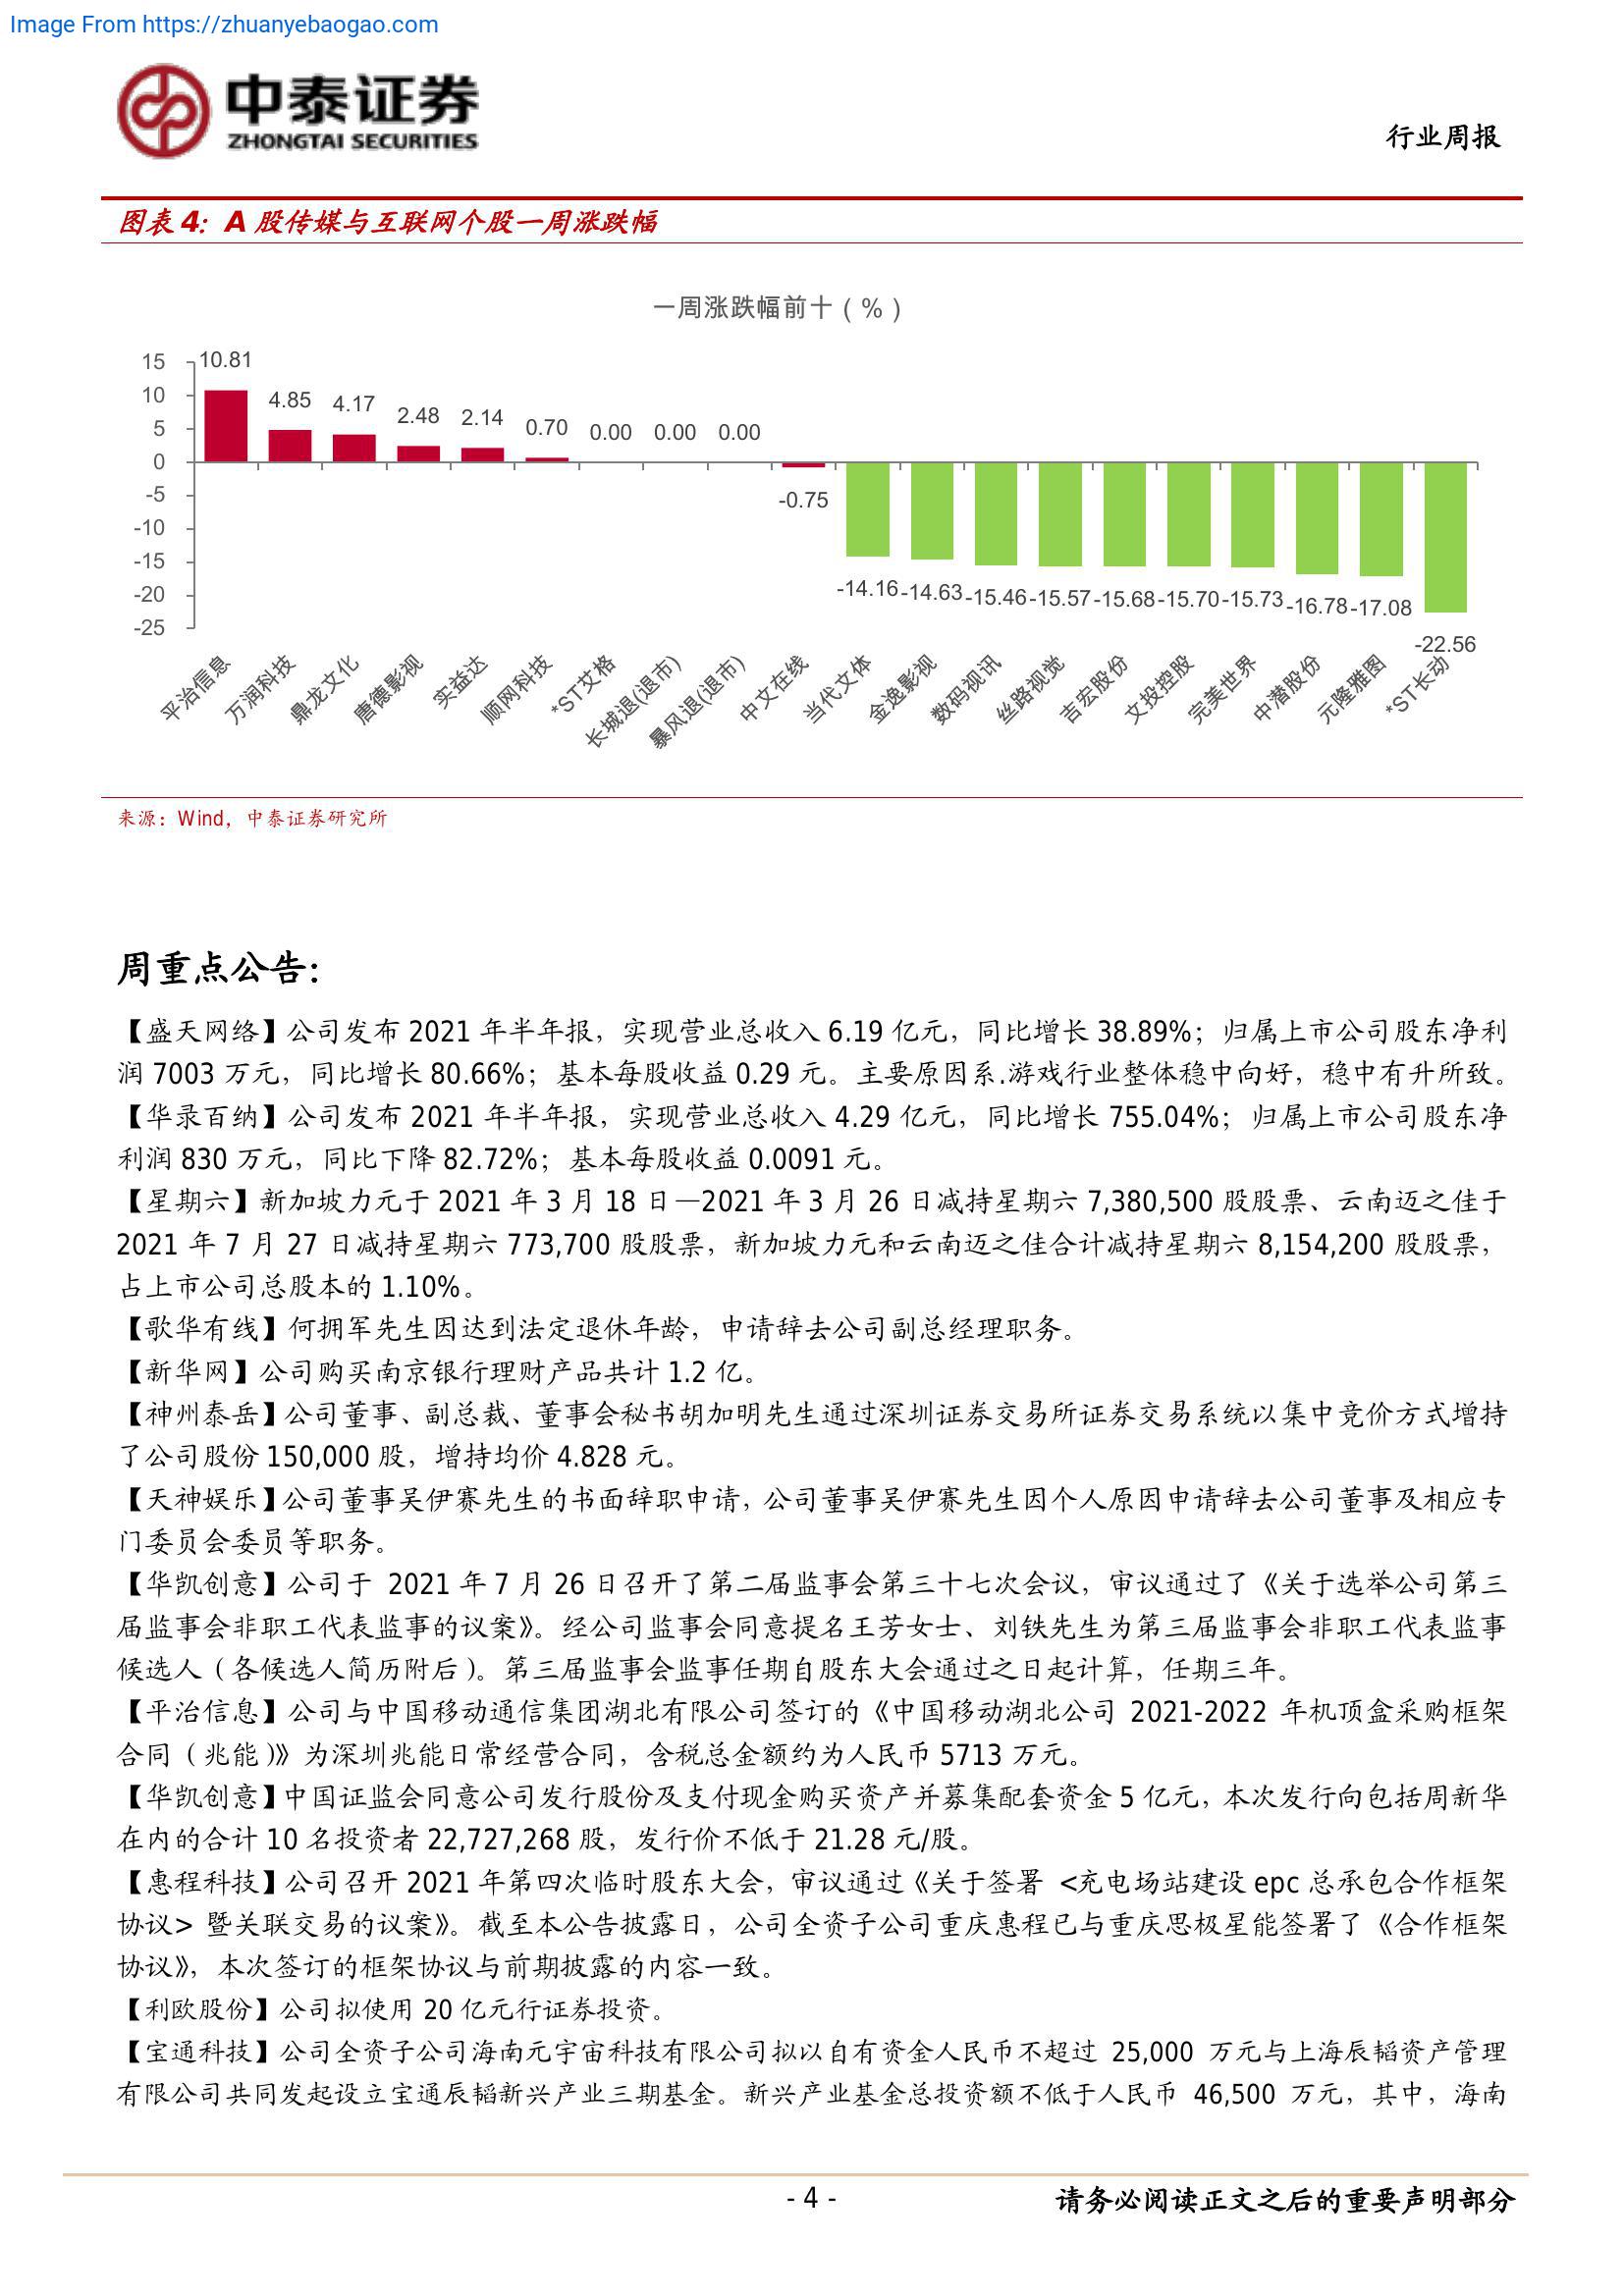 Image From https://zhuanyebaogao.com
中泰证券
ZHONGTAI SECURITIES
行业周报
图表 4：A 股传媒与互联网个股一周涨跌幅
一周涨跌幅前十（%）
15
10
5
0
-5
-10
-15
-20
-25
10.81
4.85
4.17
2.48
2.14
0.70
0.00
0.00
0.00
-0.75
-14.16
-14.63
-15.46
-15.57
-15.68
-15.70
-15.73
-16.78
-17.08
-22.56
平治信息
万润科技
鼎龙文化
唐德影视
实益达
顺网科技
*ST艾格
长城退(退市)
暴风退(退市)
中文在线
当代文体
金逸影视
数码视讯
丝路视觉
吉宏股份
文投控股
完美世界
中潜股份
元隆雅图
*ST长动
来源：Wind，中泰证券研究所
周重点公告：
【盛天网络】公司发布 2021 年半年报，实现营业总收入 6.19 亿元，同比增长 38.89%；归属上市公司股东净利
润 7003 万元，同比增长 80.66%；基本每股收益 0.29 元。主要原因系.游戏行业整体稳中向好，稳中有升所致。
【华录百纳】公司发布 2021 年半年报，实现营业总收入 4.29 亿元，同比增长 755.04%；归属上市公司股东净
利润 830 万元，同比下降 82.72%；基本每股收益 0.0091 元。
【星期六】新加坡力元于 2021 年 3 月 18 日—2021 年 3 月 26 日减持星期六 7,380,500 股股票、云南迈之佳于
2021 年 7 月 27 日减持星期六 773,700 股股票，新加坡力元和云南迈之佳合计减持星期六 8,154,200 股股票，
占上市公司总股本的 1.10%。
【歌华有线】何拥军先生因达到法定退休年龄，申请辞去公司副总经理职务。
【新华网】公司购买南京银行理财产品共计 1.2 亿。
【神州泰岳】公司董事、副总裁、董事会秘书胡加明先生通过深圳证券交易所证券交易系统以集中竞价方式增持
了公司股份 150,000 股，增持均价 4.828 元。
【天神娱乐】公司董事吴伊赛先生的书面辞职申请，公司董事吴伊赛先生因个人原因申请辞去公司董事及相应专
门委员会委员等职务。
【华凯创意】公司于 2021 年 7 月 26 日召开了第二届监事会第三十七次会议，审议通过了《关于选举公司第三
届监事会非职工代表监事的议案》。经公司监事会同意提名王芳女士、刘铁先生为第三届监事会非职工代表监事
候选人（各候选人简历附后）。第三届监事会监事任期自股东大会通过之日起计算，任期三年。
【平治信息】公司与中国移动通信集团湖北有限公司签订的《中国移动湖北公司 2021-2022 年机顶盒采购框架
合同（兆能）》为深圳兆能日常经营合同，含税总金额约为人民币 5713 万元。
【华凯创意】中国证监会同意公司发行股份及支付现金购买资产并募集配套资金 5 亿元，本次发行向包括周新华
在内的合计 10 名投资者 22,727,268 股，发行价不低于 21.28 元/股。
【惠程科技】公司召开 2021 年第四次临时股东大会，审议通过《关于签署 <充电场站建设 epc 总承包合作框架
协议> 暨关联交易的议案》。截至本公告披露日，公司全资子公司重庆惠程已与重庆思极星能签署了《合作框架
协议》，本次签订的框架协议与前期披露的内容一致。
【利欧股份】公司拟使用 20 亿元行证券投资。
【宝通科技】公司全资子公司海南元宇宙科技有限公司拟以自有资金人民币不超过 25,000 万元与上海辰韬资产管理
有限公司共同发起设立宝通辰韬新兴产业三期基金。新兴产业基金总投资额不低于人民币 46,500 万元，其中，海南
- 4 -
请务必阅读正文之后的重要声明部分